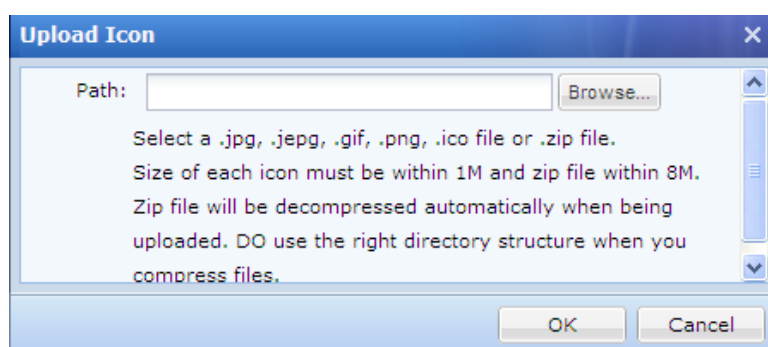 Upload Icon
Path:
Browse...
Select a .jpg, .jepg, .gif, .png, .ico file or .zip file.
Size of each icon must be within 1M and zip file within 8M.
Zip file will be decompressed automatically when being
uploaded. DO use the right directory structure when you
compress files.
OK
Cancel